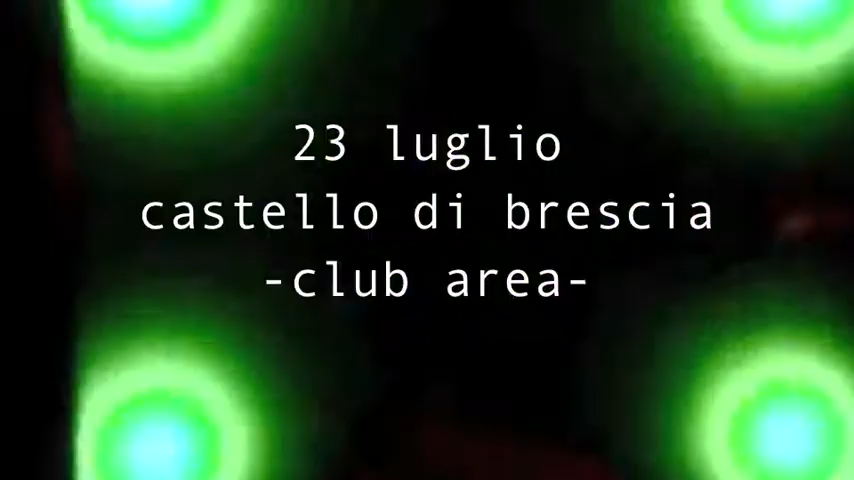 23 luglio
castello di brescia
-club area-